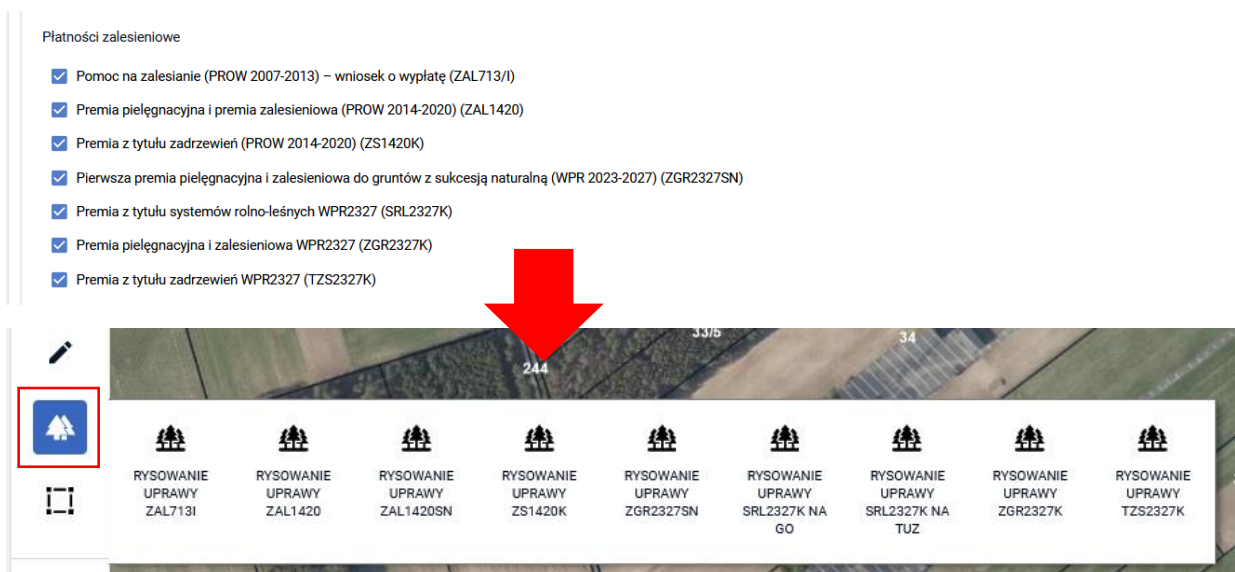 Płatności zalesieniowe
Pomoc na zalesianie (PROW 2007-2013) – wniosek o wypłatę (ZAL713/I)
Premia pielęgnacyjna i premia zalesieniowa (PROW 2014-2020) (ZAL1420)
Premia z tytułu zadrzewień (PROW 2014-2020) (ZS1420K)
Pierwsza premia pielęgnacyjna i zalesieniowa do gruntów z sukcesją naturalną (WPR 2023-2027) (ZGR2327SN)
Premia z tytułu systemów rolno-leśnych WPR2327 (SRL2327K)
Premia pielęgnacyjna i zalesieniowa WPR2327 (ZGR2327K)
Premia z tytułu zadrzewień WPR2327 (TZS2327K)
33/5
34
244
RYSOWANIE
UPRAWY
ZAL713I
RYSOWANIE
UPRAWY
ZAL1420
RYSOWANIE
UPRAWY
ZAL1420SN
RYSOWANIE
UPRAWY
ZS1420K
RYSOWANIE
UPRAWY
ZGR2327SN
RYSOWANIE
UPRAWY
SRL2327K NA
GO
RYSOWANIE
UPRAWY
SRL2327K NA
TUZ
RYSOWANIE
UPRAWY
ZGR2327K
RYSOWANIE
UPRAWY
TZS2327K